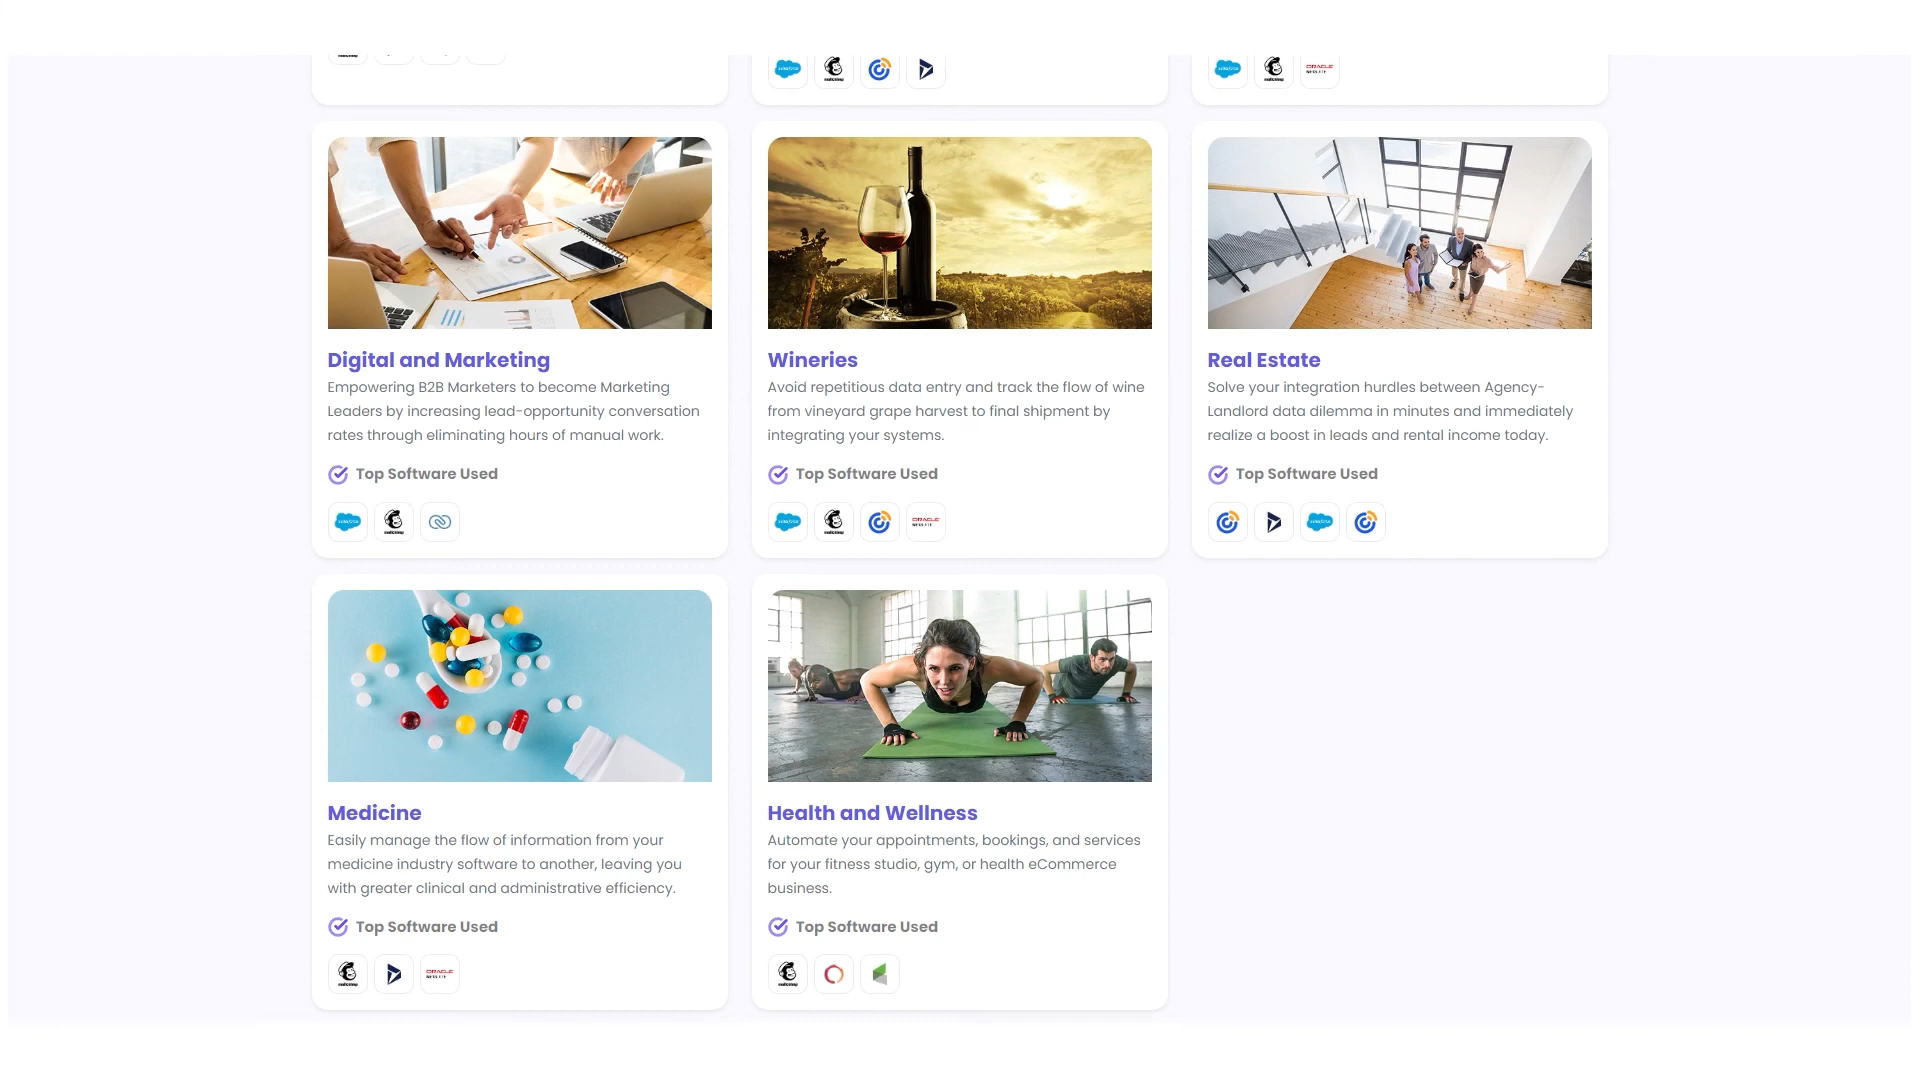 Digital and Marketing
Empowering B2B Marketers to become Marketing
Leaders by increasing lead-opportunity conversation
rates through eliminating hours of manual work.
Top Software Used
Wineries
Avoid repetitious data entry and track the flow of wine
from vineyard grape harvest to final shipment by
integrating your systems.
Top Software Used
ORACLE
NETSUITE
Real Estate
Solve your integration hurdles between Agency-
Landlord data dilemma in minutes and immediately
realize a boost in leads and rental income today.
Top Software Used
Medicine
Easily manage the flow of information from your
medicine industry software to another, leaving you
with greater clinical and administrative efficiency.
Top Software Used
ORACLE
NETSUITE
Health and Wellness
Automate your appointments, bookings, and services
for your fitness studio, gym, or health eCommerce
business.
Top Software Used